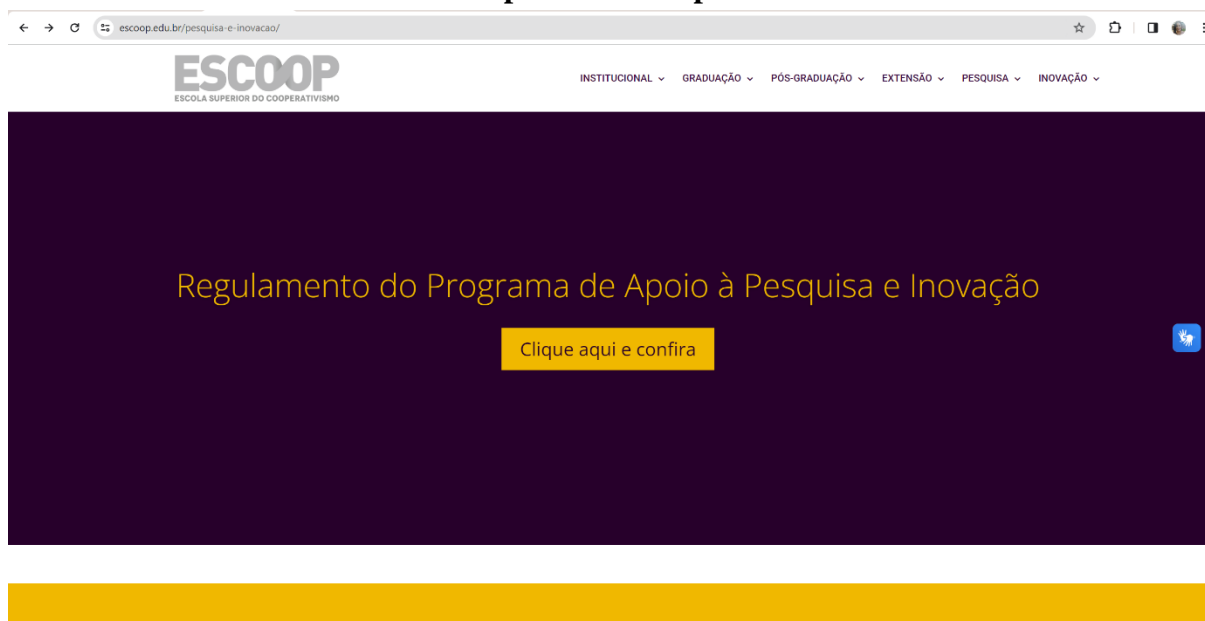 escoop.edu.br/pesquisa-e-inovacao/
ESCOOP
ESCOLA SUPERIOR DO COOPERATIVISMO
INSTITUCIONAL GRADUAÇÃO PÓS-GRADUAÇÃO EXTENSÃO PESQUISA INOVAÇÃO
Regulamento do Programa de Apoio à Pesquisa e Inovação
Clique aqui e confira